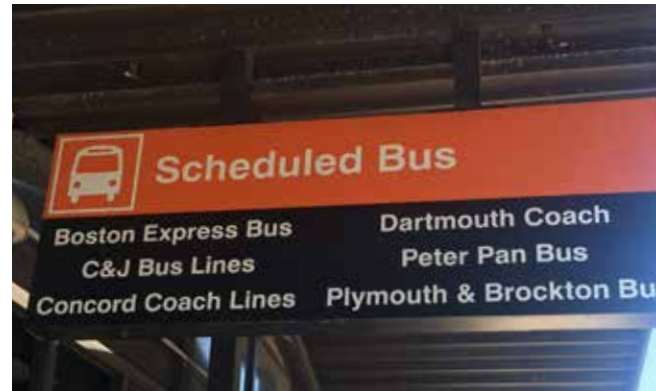 Scheduled Bus
Boston Express Bus
C&J Bus Lines
Concord Coach Lines
Dartmouth Coach
Peter Pan Bus
Plymouth & Brockton Bu